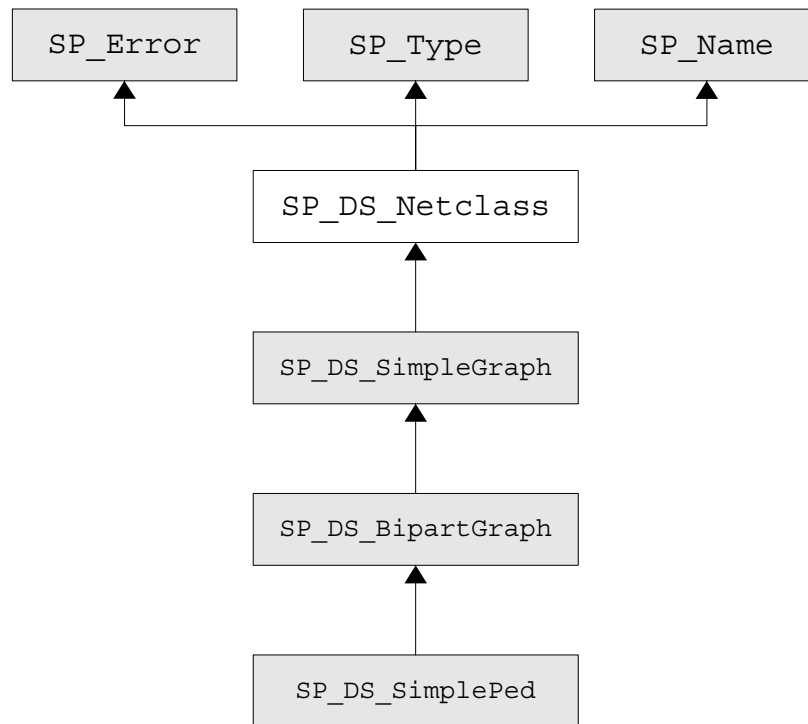 SP_Error
SP_Type
SP_Name
SP_DS_Netclass
SP_DS_SimpleGraph
SP_DS_BipartGraph
SP_DS_SimplePed